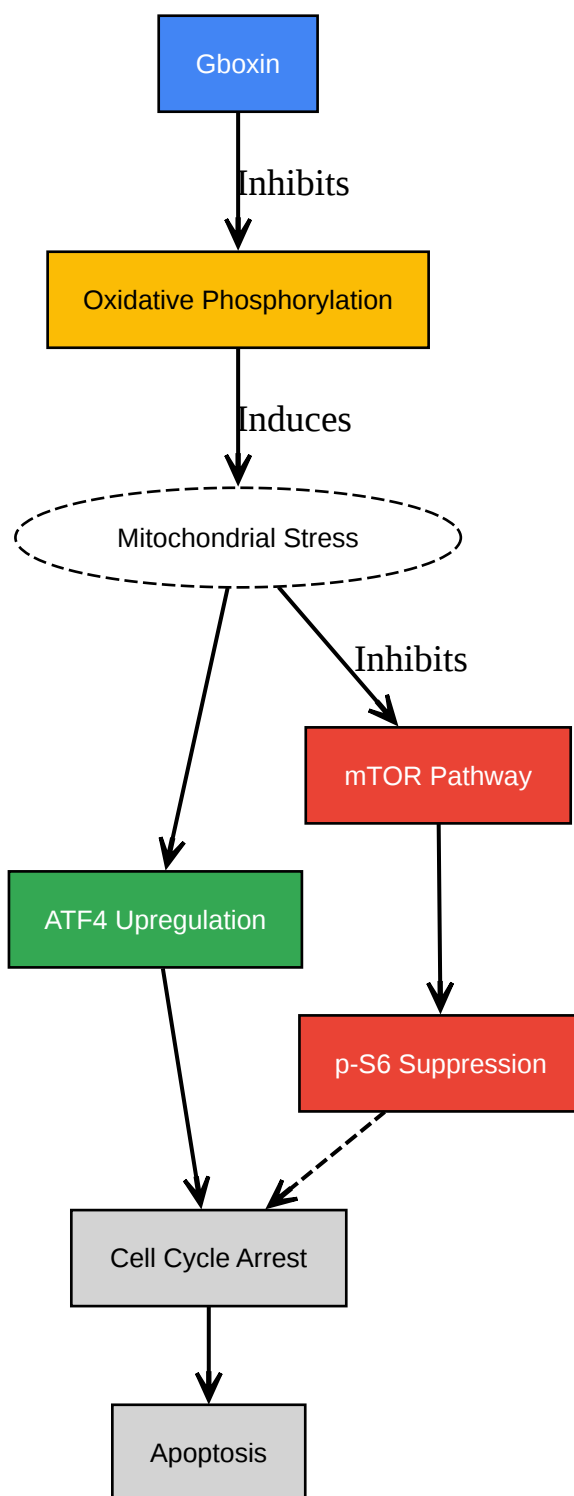 Gboxin
Inhibits
Oxidative Phosphorylation
Induces
Mitochondrial Stress
Inhibits
mTOR Pathway
ATF4 Upregulation
p-S6 Suppression
Cell Cycle Arrest
Apoptosis